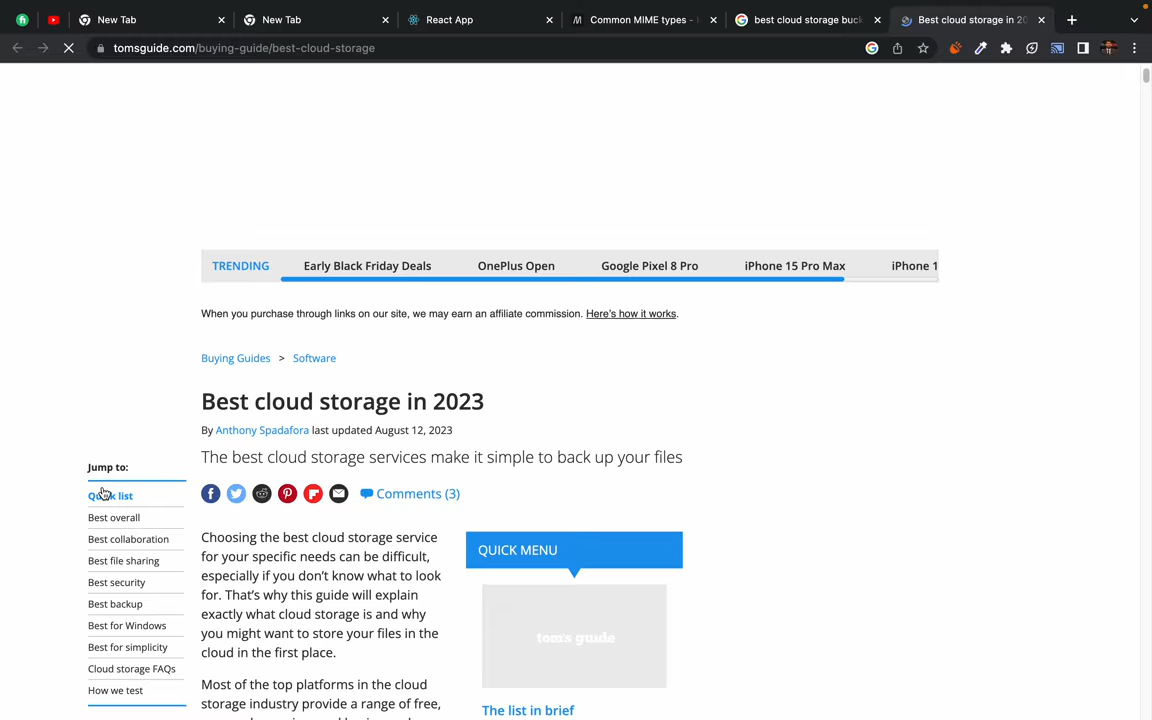 New Tab
New Tab
React App
Common MIME types -
best cloud storage buck
Best cloud storage in 20
tomsguide.com/buying-guide/best-cloud-storage
TRENDING
Early Black Friday Deals
OnePlus Open
Google Pixel 8 Pro
iPhone 15 Pro Max
iPhone 1
When you purchase through links on our site, we may earn an affiliate commission. Here's how it works.
Buying Guides > Software
Best cloud storage in 2023
By Anthony Spadafora last updated August 12, 2023
The best cloud storage services make it simple to back up your files
Comments (3)
Jump to:
Quick list
Best overall
Best collaboration
Best file sharing
Best security
Best backup
Best for Windows
Best for simplicity
Cloud storage FAQs
How we test
Choosing the best cloud storage service
for your specific needs can be difficult,
especially if you don't know what to look
for. That's why this guide will explain
exactly what cloud storage is and why
you might want to store your files in the
cloud in the first place.
Most of the top platforms in the cloud
storage industry provide a range of free,
QUICK MENU
tom's guide
The list in brief